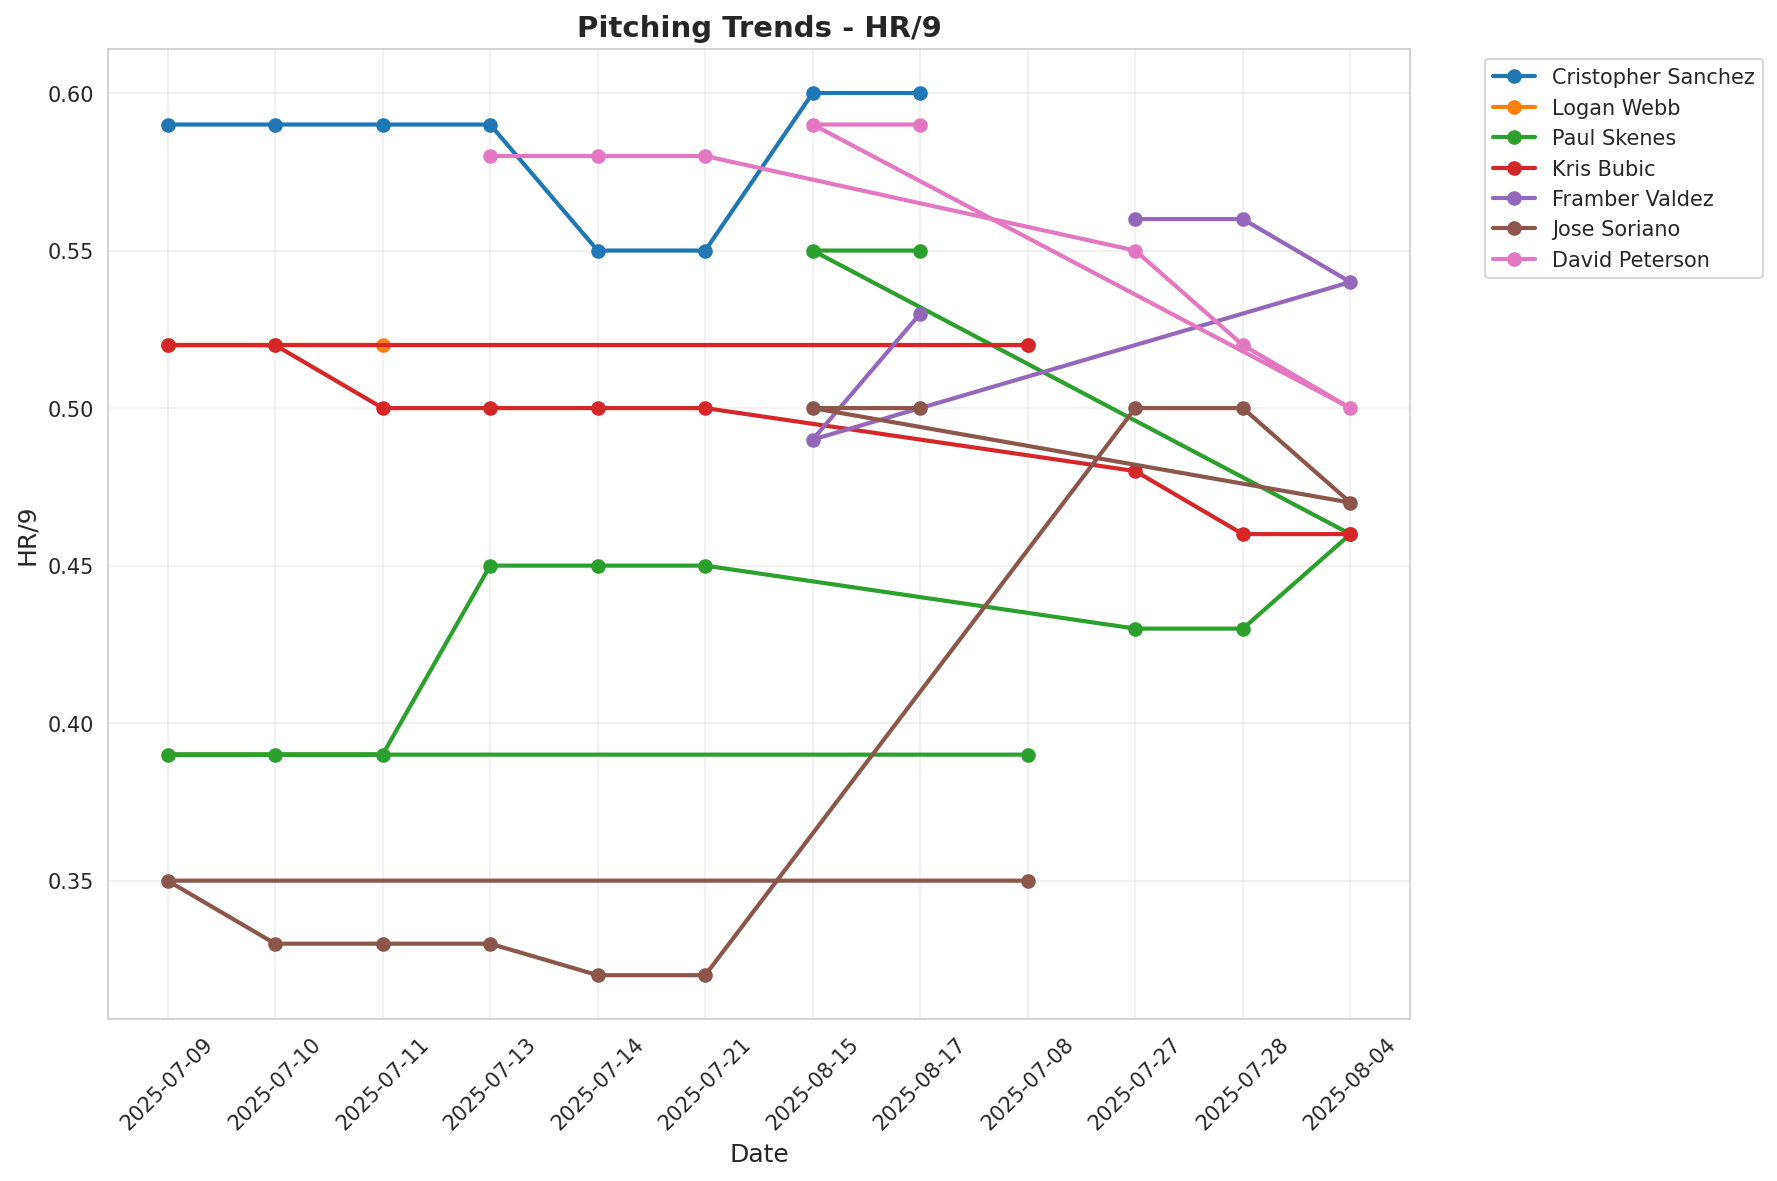 Pitching Trends - HR/9
Cristopher Sanchez
Logan Webb
Paul Skenes
Kris Bubic
Framber Valdez
Jose Soriano
David Peterson
HR/9
0.60
0.55
0.50
0.45
0.40
0.35
2025-07-09
2025-07-10
2025-07-11
2025-07-13
2025-07-14
2025-07-21
2025-08-15
2025-08-17
2025-07-08
2025-07-27
2025-07-28
2025-08-04
Date